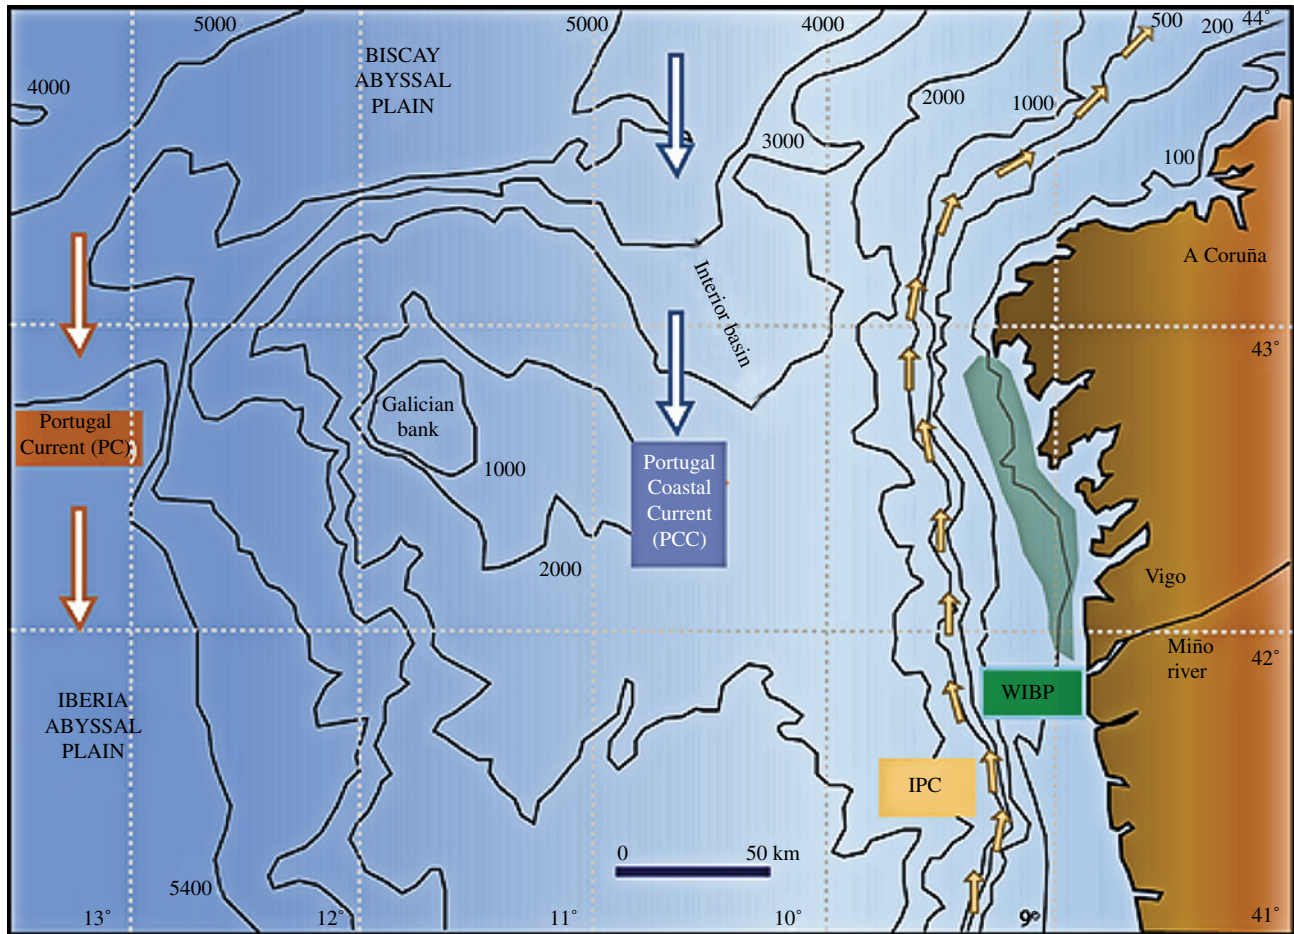 5000
5000
4000
500
200
44°
BISCAY
ABYSSAL
PLAIN
4000
2000
1000
3000
100
A Coruña
Interior basin
43°
Galician
bank
Portugal
Current (PC)
1000
Portugal
Coastal
Current
(PCC)
2000
Vigo
Miño
river
42°
WIBP
IBERIA
ABYSSAL
PLAIN
IPC
0
50 km
5400
13°
12°
11°
10°
9°
41°